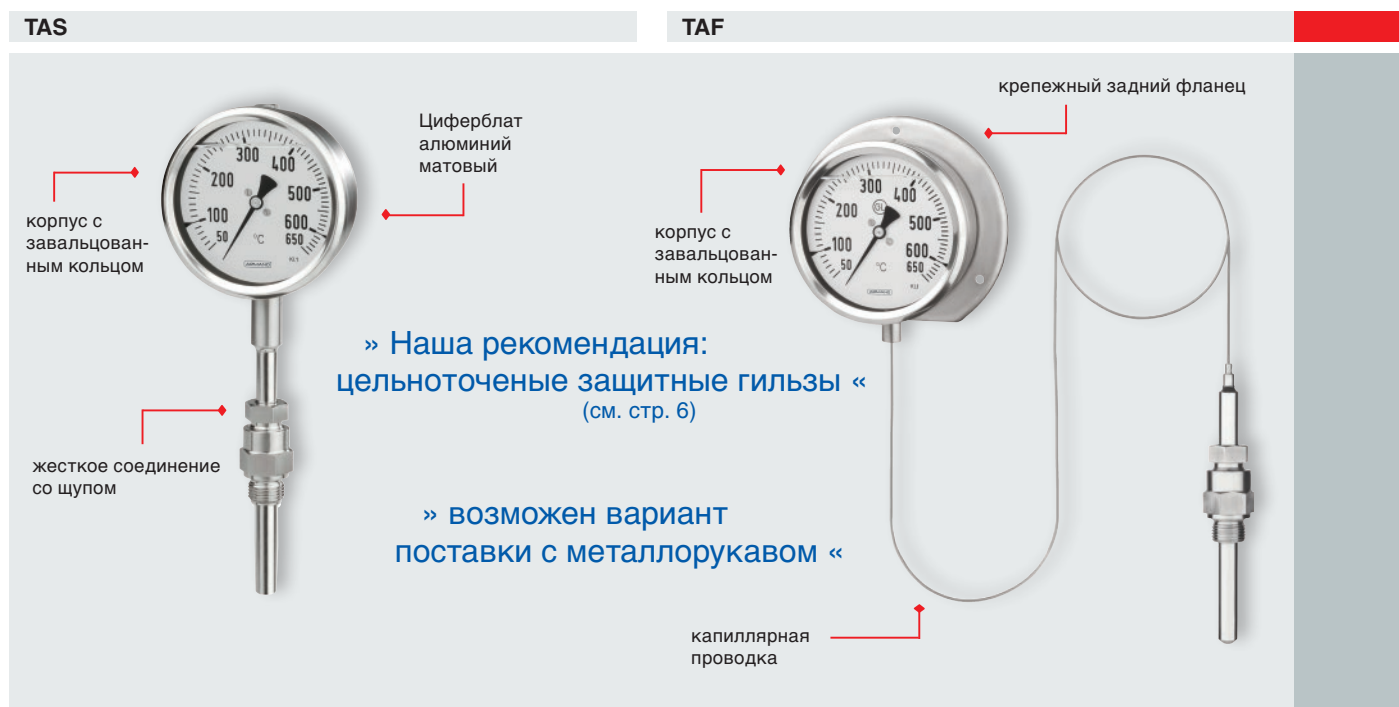 TAS
TAF
Циферблат
алюминий
матовый
корпус с
завальцован-
ным кольцом
жесткое соединение
со щупом
300
400
200
500
100
600
50
650
°C
крепежный задний фланец
корпус с
завальцован-
ным кольцом
300
400
200
GL
500
100
600
50
650
°C
» Наша рекомендация:
цельноточеные защитные гильзы «
(см. стр. 6)
» возможен вариант
поставки с металлорукавом «
капиллярная
проводка